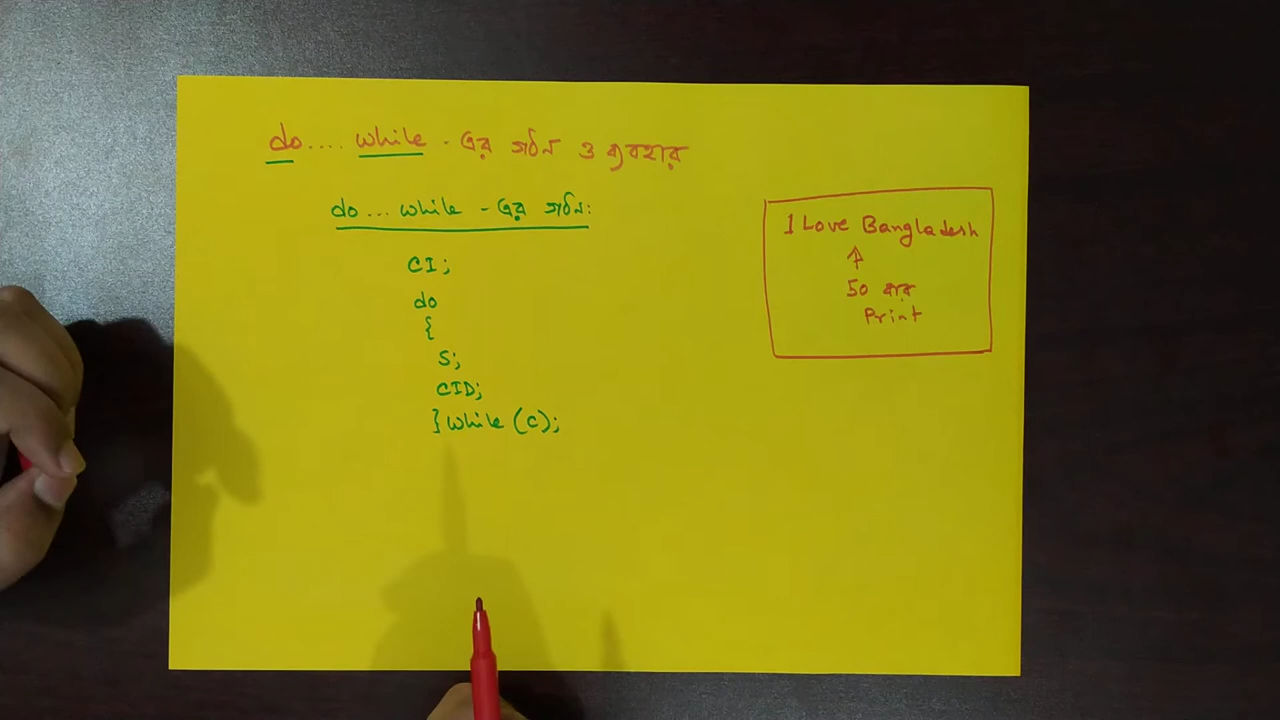 do.... while - এর গঠন ও ব্যবহার
do... while - এর গঠন:
CI;
do
{
S;
CID;
} while (c);
I Love Bangladesh
↑
50 বার
Print